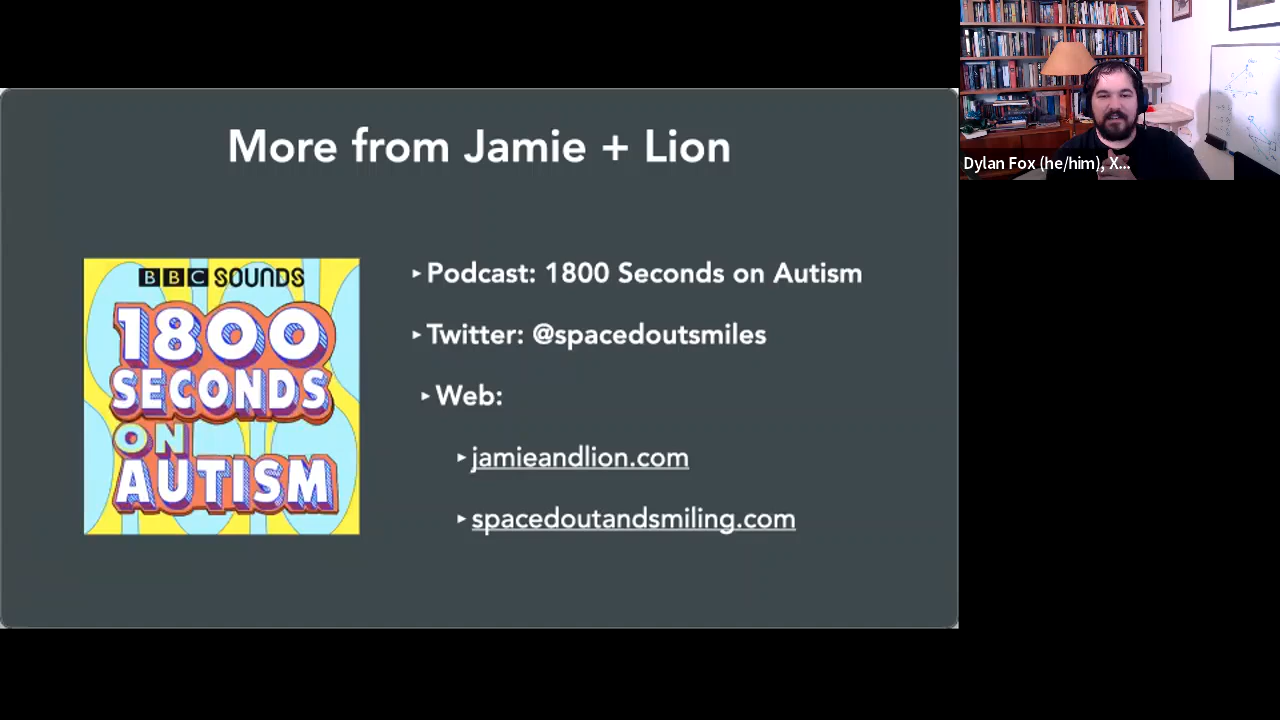 More from Jamie + Lion
BBC SOUNDS
1800
SECONDS
ON
AUTISM
▸ Podcast: 1800 Seconds on Autism
▸ Twitter: @spacedoutsmiles
▸ Web:
▸ jamieandlion.com
▸ spacedoutandsmiling.com
Dylan Fox (he/him), X...